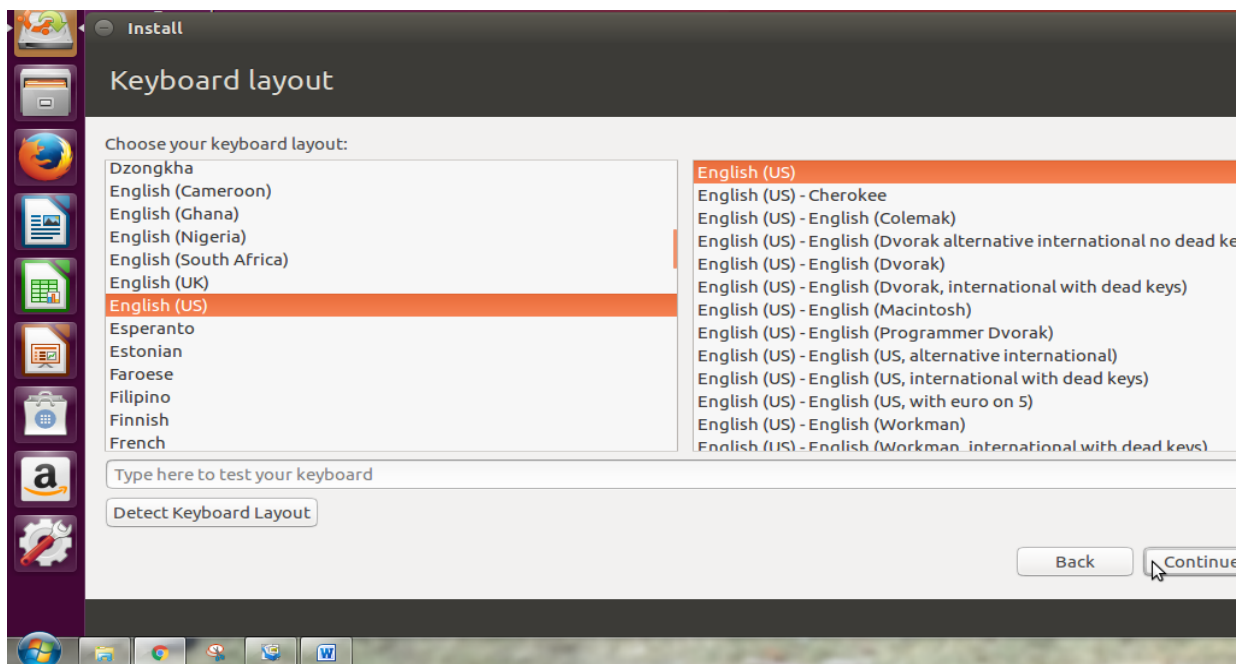 Install
Keyboard layout
Choose your keyboard layout:
Dzongkha
English (Cameroon)
English (Ghana)
English (Nigeria)
English (South Africa)
English (UK)
English (US)
Esperanto
Estonian
Faroese
Filipino
Finnish
French
English (US)
English (US) - Cherokee
English (US) - English (Colemak)
English (US) - English (Dvorak alternative international no dead ke
English (US) - English (Dvorak)
English (US) - English (Dvorak, international with dead keys)
English (US) - English (Macintosh)
English (US) - English (Programmer Dvorak)
English (US) - English (US, alternative international)
English (US) - English (US, international with dead keys)
English (US) - English (US, with euro on 5)
English (US) - English (Workman)
English (US) - English (Workman, international with dead keys)
Type here to test your keyboard
Detect Keyboard Layout
Back
Continue